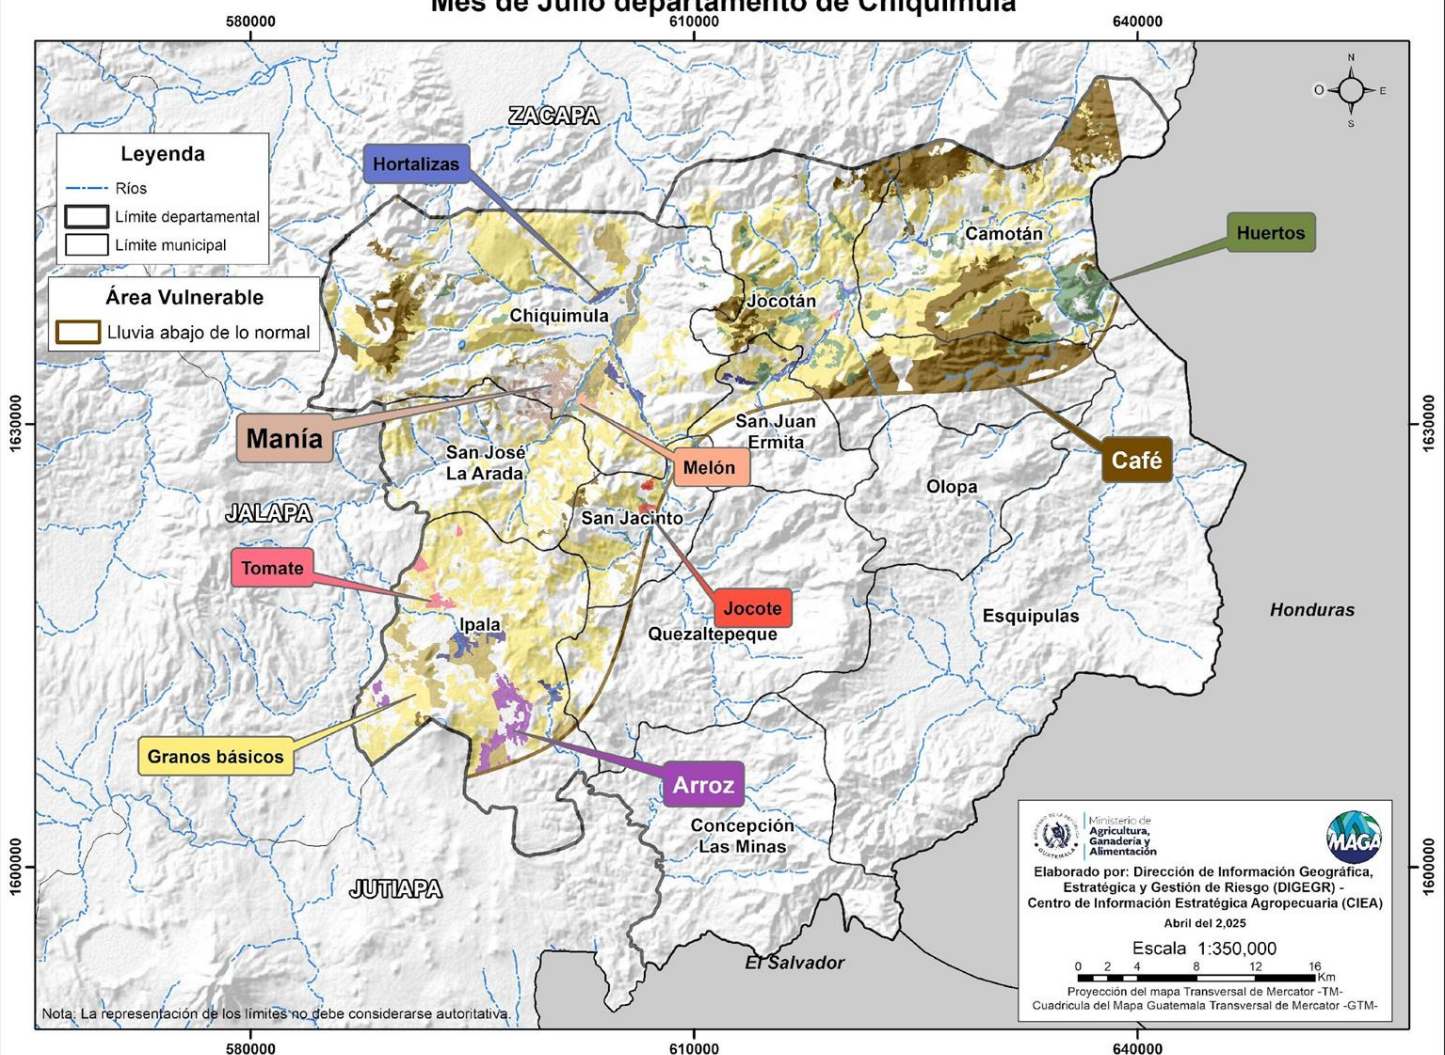 Mes de Julio departamento de Chiquimula
580000
610000
640000
N
O
E
S
ZACAPA
Leyenda
Ríos
Límite departamental
Límite municipal
Área Vulnerable
Lluvia abajo de lo normal
Hortalizas
Camotán
Huertos
Jocotán
Chiquimula
1630000
1630000
Manía
San Juan
Ermita
San José
La Arada
Melón
Café
Olopa
JALAPA
San Jacinto
Tomate
Jocote
Esquipulas
Honduras
Ipala
Quezaltepeque
Granos básicos
Arroz
Concepción
Las Minas
1600000
1600000
JUTIAPA
El Salvador
Ministerio de
Agricultura,
Ganadería y
Alimentación
MAGA
Elaborado por: Dirección de Información Geográfica,
Estratégica y Gestión de Riesgo (DIGEGR) -
Centro de Información Estratégica Agropecuaria (CIEA)
Abril del 2,025
Escala 1:350,000
0 2 4 8 12 16
Km
Proyección del mapa Transversal de Mercator -TM-
Cuadricula del Mapa Guatemala Transversal de Mercator -GTM-
Nota: La representación de los límites no debe considerarse autoritativa.
580000
610000
640000